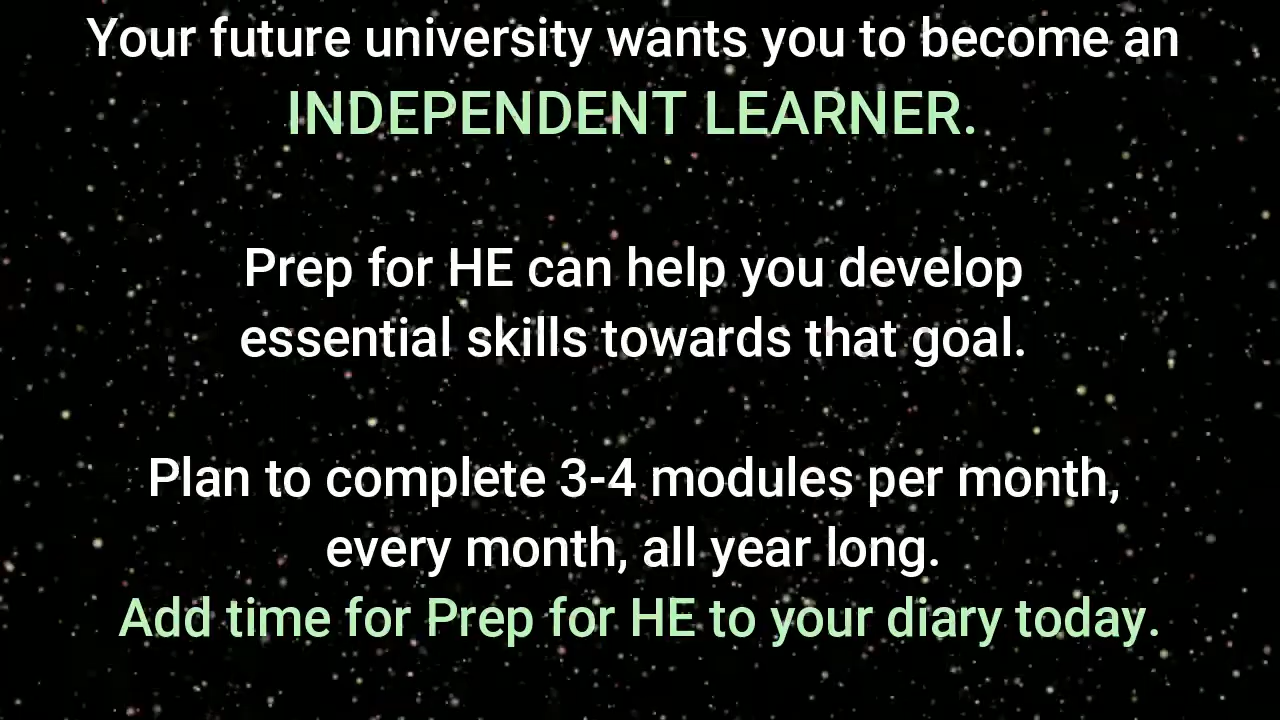 Your future university wants you to become an
INDEPENDENT LEARNER.
Prep for HE can help you develop
essential skills towards that goal.
Plan to complete 3-4 modules per month,
every month, all year long.
Add time for Prep for HE to your diary today.